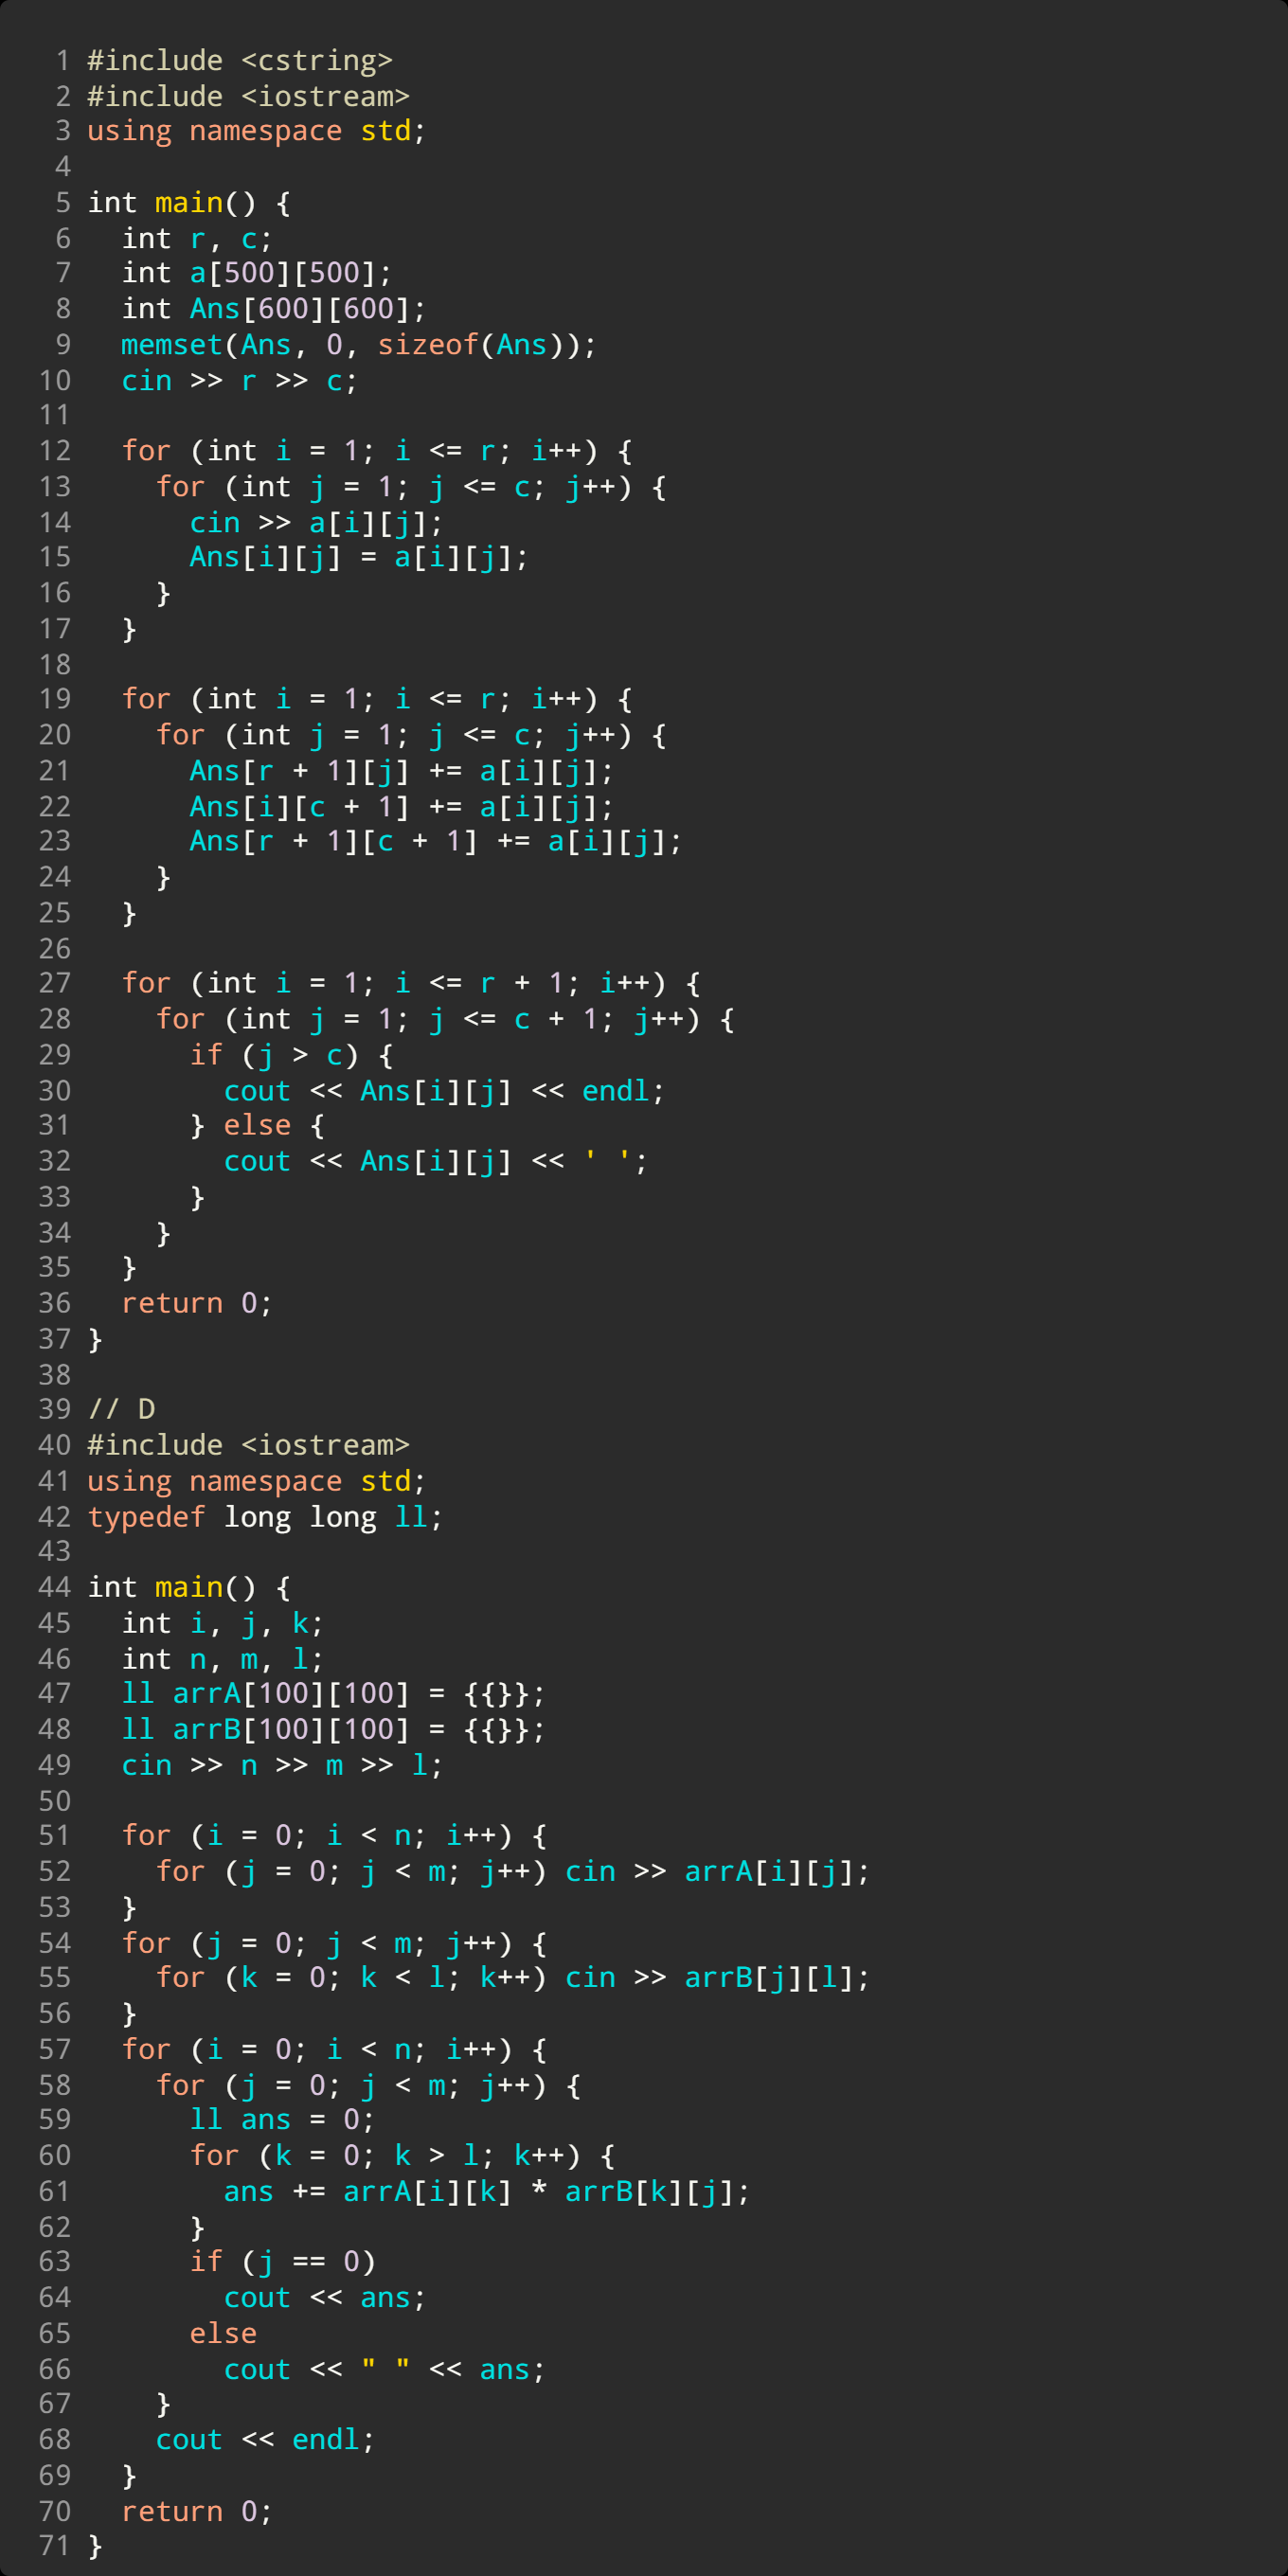 1 #include <cstring>
2 #include <iostream>
3 using namespace std;
4
5 int main() {
6   int r, c;
7   int a[500][500];
8   int Ans[600][600];
9   memset(Ans, 0, sizeof(Ans));
10   cin >> r >> c;
11
12   for (int i = 1; i <= r; i++) {
13     for (int j = 1; j <= c; j++) {
14       cin >> a[i][j];
15       Ans[i][j] = a[i][j];
16     }
17   }
18
19   for (int i = 1; i <= r; i++) {
20     for (int j = 1; j <= c; j++) {
21       Ans[r + 1][j] += a[i][j];
22       Ans[i][c + 1] += a[i][j];
23       Ans[r + 1][c + 1] += a[i][j];
24     }
25   }
26
27   for (int i = 1; i <= r + 1; i++) {
28     for (int j = 1; j <= c + 1; j++) {
29       if (j > c) {
30         cout << Ans[i][j] << endl;
31       } else {
32         cout << Ans[i][j] << ' ';
33       }
34     }
35   }
36   return 0;
37 }
38
39 // D
40 #include <iostream>
41 using namespace std;
42 typedef long long ll;
43
44 int main() {
45   int i, j, k;
46   int n, m, l;
47   ll arrA[100][100] = {{}};
48   ll arrB[100][100] = {{}};
49   cin >> n >> m >> l;
50
51   for (i = 0; i < n; i++) {
52     for (j = 0; j < m; j++) cin >> arrA[i][j];
53   }
54   for (j = 0; j < m; j++) {
55     for (k = 0; k < l; k++) cin >> arrB[j][l];
56   }
57   for (i = 0; i < n; i++) {
58     for (j = 0; j < m; j++) {
59       ll ans = 0;
60       for (k = 0; k > l; k++) {
61         ans += arrA[i][k] * arrB[k][j];
62       }
63       if (j == 0)
64         cout << ans;
65       else
66         cout << " " << ans;
67     }
68     cout << endl;
69   }
70   return 0;
71 }